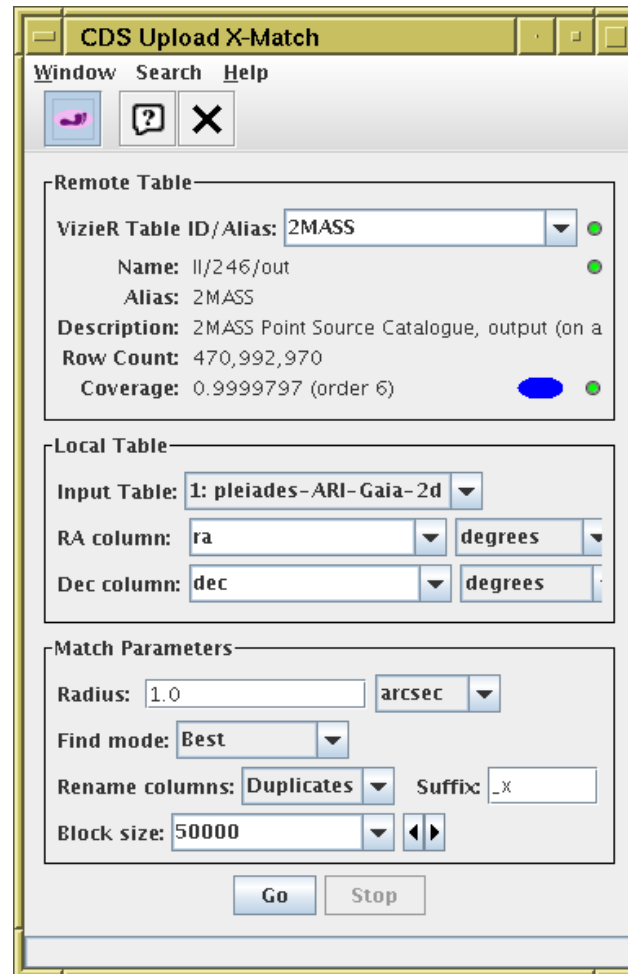 CDS Upload X-Match
Window Search Help
Remote Table
VizieR Table ID/Alias: 2MASS
Name: II/246/out
Alias: 2MASS
Description: 2MASS Point Source Catalogue, output (on a
Row Count: 470,992,970
Coverage: 0.9999797 (order 6)
Local Table
Input Table: 1: pleiades-ARI-Gaia-2d
RA column: ra degrees
Dec column: dec degrees
Match Parameters
Radius: 1.0 arcsec
Find mode: Best
Rename columns: Duplicates Suffix: _x
Block size: 50000
Go Stop